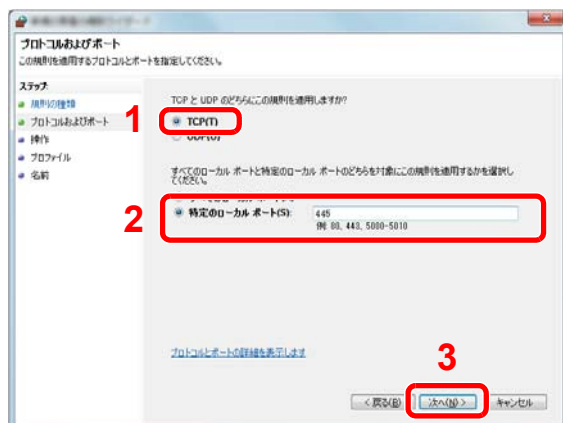 プロトコルおよびポート
この規則を適用するプロトコルとポートを指定してください。
ステップ:
規則の種類
プロトコルおよびポート
操作
プロファイル
名前
TCP と UDP のどちらにこの規則を適用しますか?
1
TCP(T)
UDP(U)
すべてのローカル ポートと特定のローカル ポートのどちらを対象にこの規則を適用するかを選択し
てください。
2
特定のローカル ポート(S):
445
例: 80、443、5000-5010
プロトコルとポートの詳細を表示します
3
< 戻る(B)
次へ(N) >
キャンセル